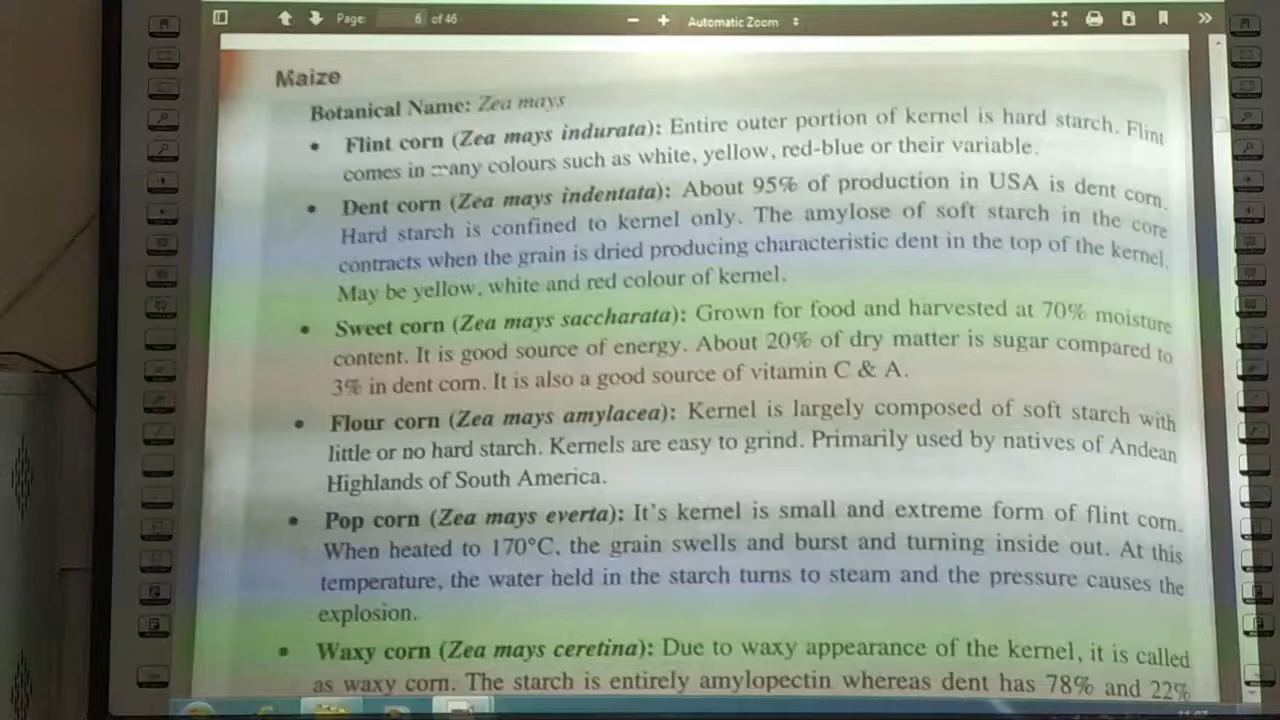 Page: 6 of 46
Automatic Zoom
Maize
Botanical Name: Zea mays
• Flint corn (Zea mays indurata): Entire outer portion of kernel is hard starch. Flint
comes in many colours such as white, yellow, red-blue or their variable.
• Dent corn (Zea mays indentata): About 95% of production in USA is dent corn.
Hard starch is confined to kernel only. The amylose of soft starch in the core
contracts when the grain is dried producing characteristic dent in the top of the kernel.
May be yellow, white and red colour of kernel.
• Sweet corn (Zea mays saccharata): Grown for food and harvested at 70% moisture
content. It is good source of energy. About 20% of dry matter is sugar compared to
3% in dent corn. It is also a good source of vitamin C & A.
• Flour corn (Zea mays amylacea): Kernel is largely composed of soft starch with
little or no hard starch. Kernels are easy to grind. Primarily used by natives of Andean
Highlands of South America.
• Pop corn (Zea mays everta): It's kernel is small and extreme form of flint corn.
When heated to 170°C, the grain swells and burst and turning inside out. At this
temperature, the water held in the starch turns to steam and the pressure causes the
explosion.
• Waxy corn (Zea mays ceretina): Due to waxy appearance of the kernel, it is called
as waxy corn. The starch is entirely amylopectin whereas dent has 78% and 22%